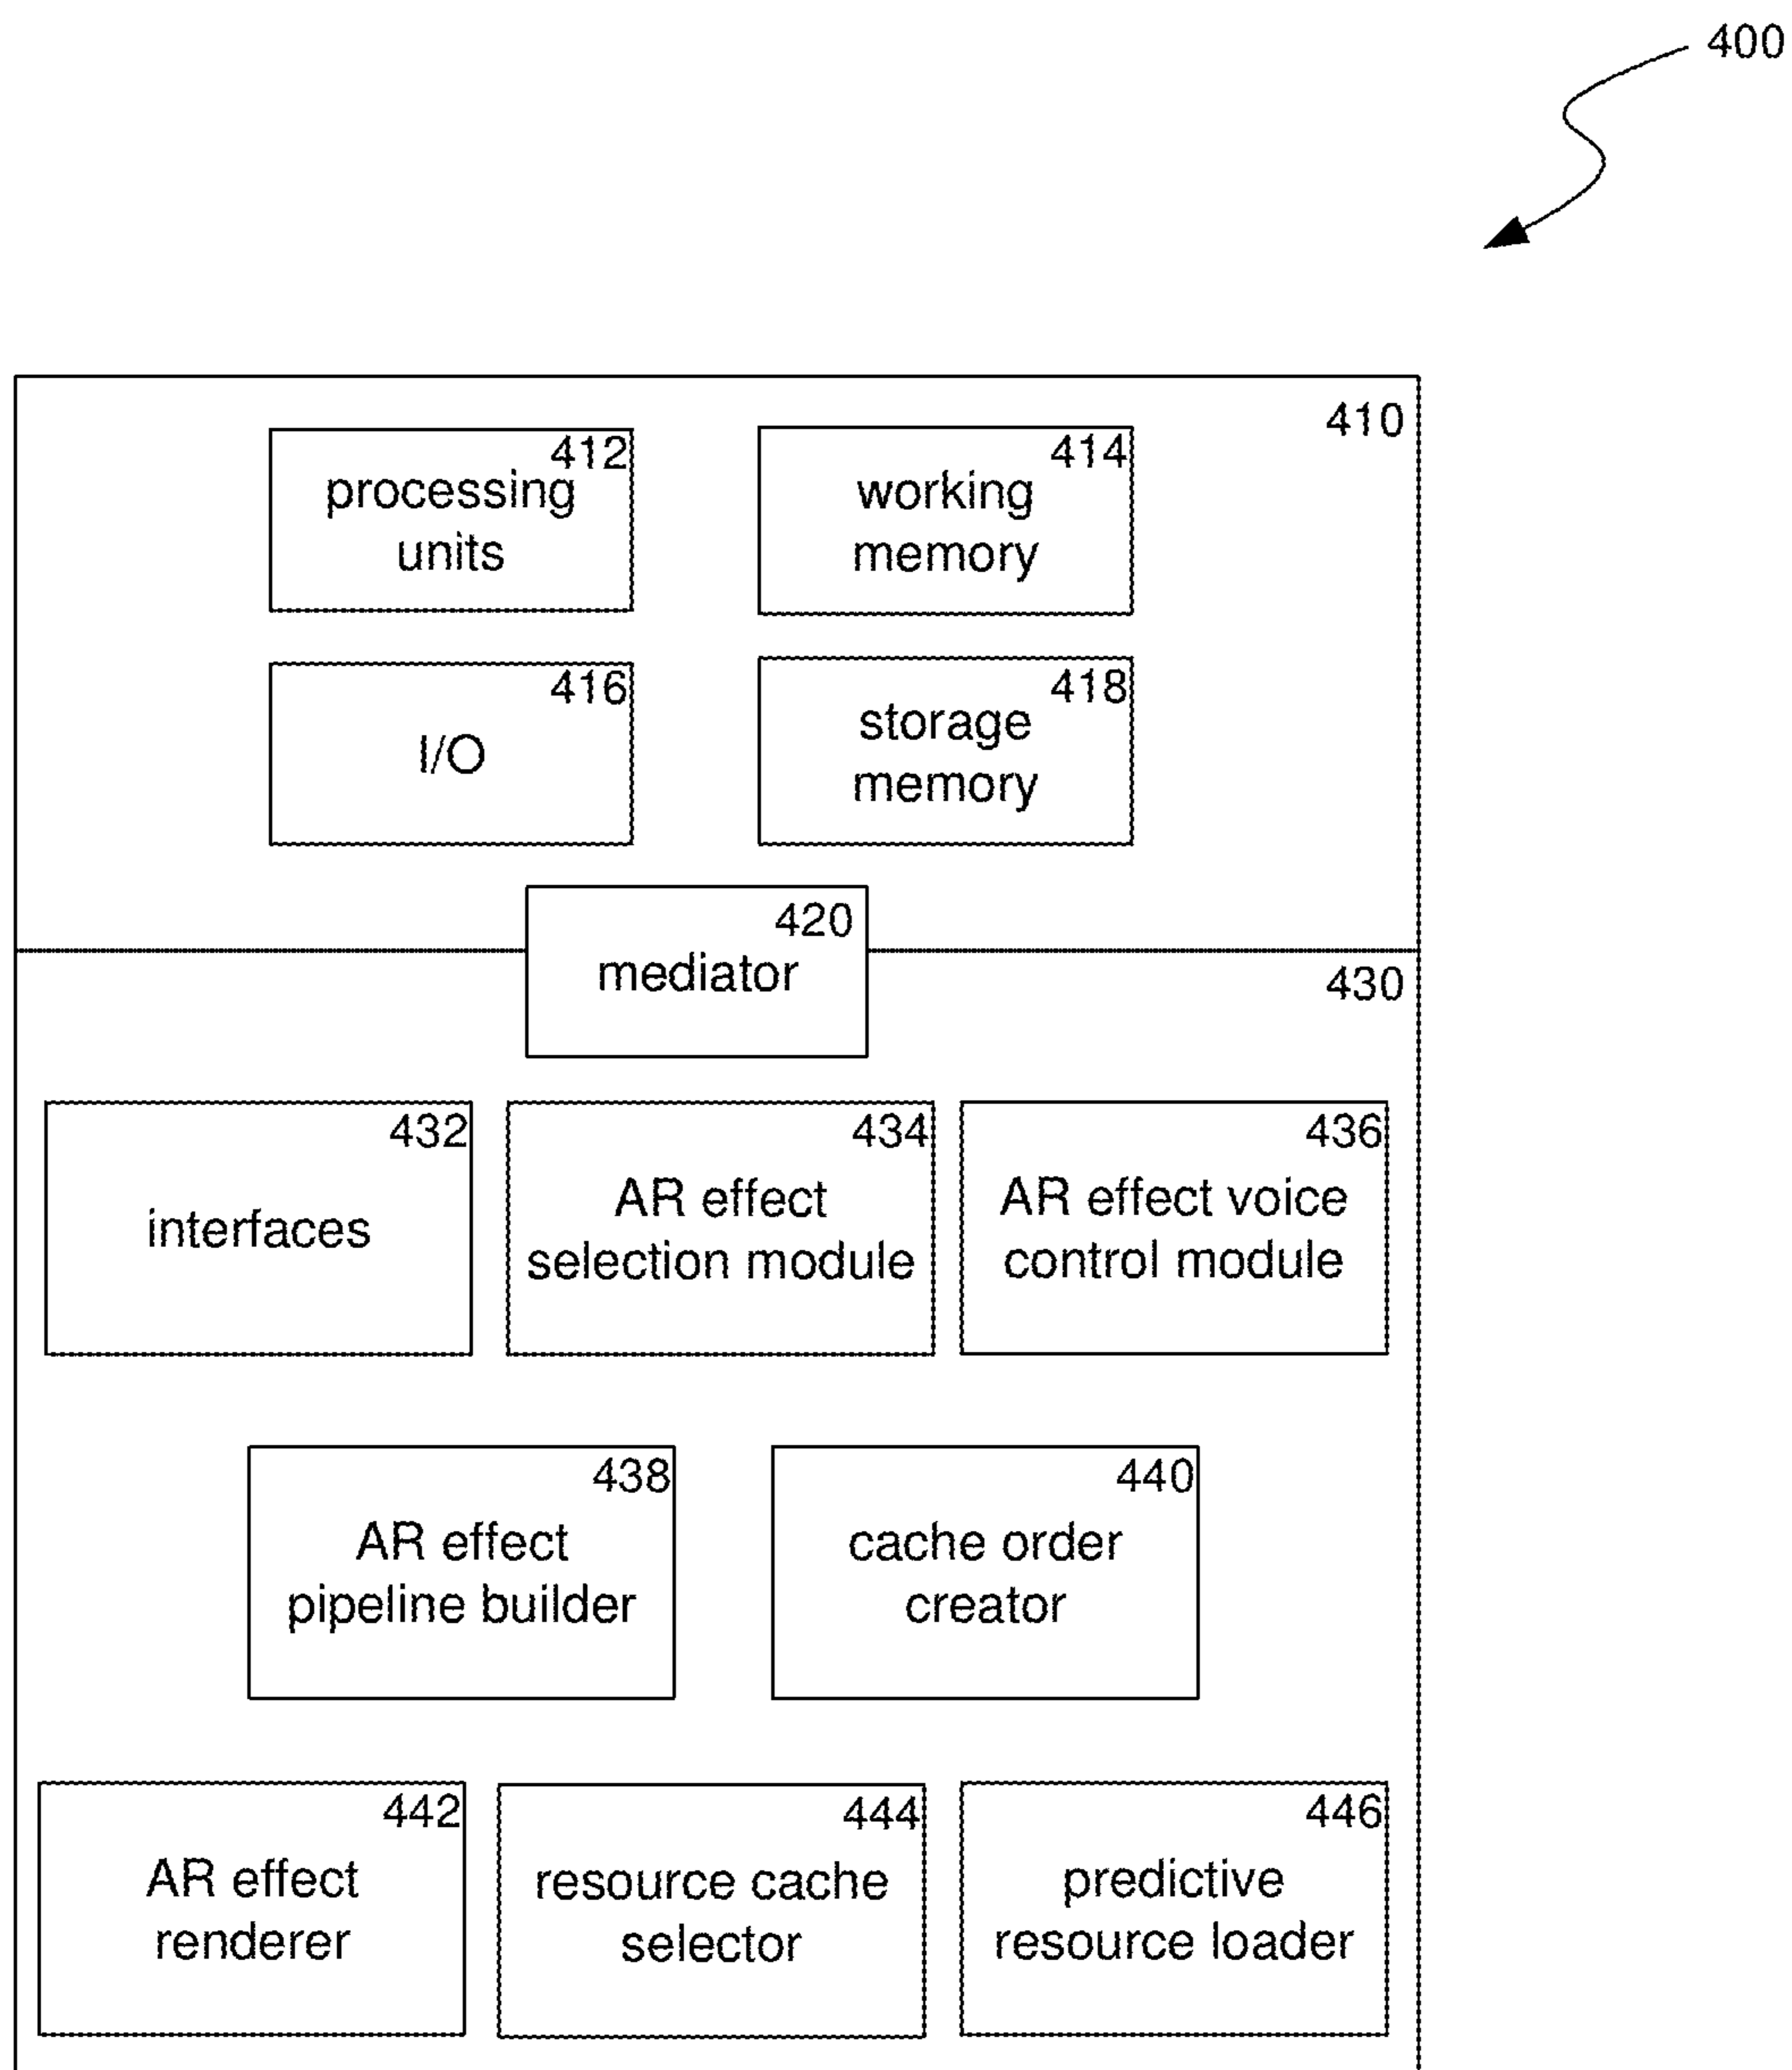 400
410
412
processing
units
414
working
memory
416
I/O
418
storage
memory
420
mediator
430
432
interfaces
434
AR effect
selection module
436
AR effect voice
control module
438
AR effect
pipeline builder
440
cache order
creator
442
AR effect
renderer
444
resource cache
selector
446
predictive
resource loader